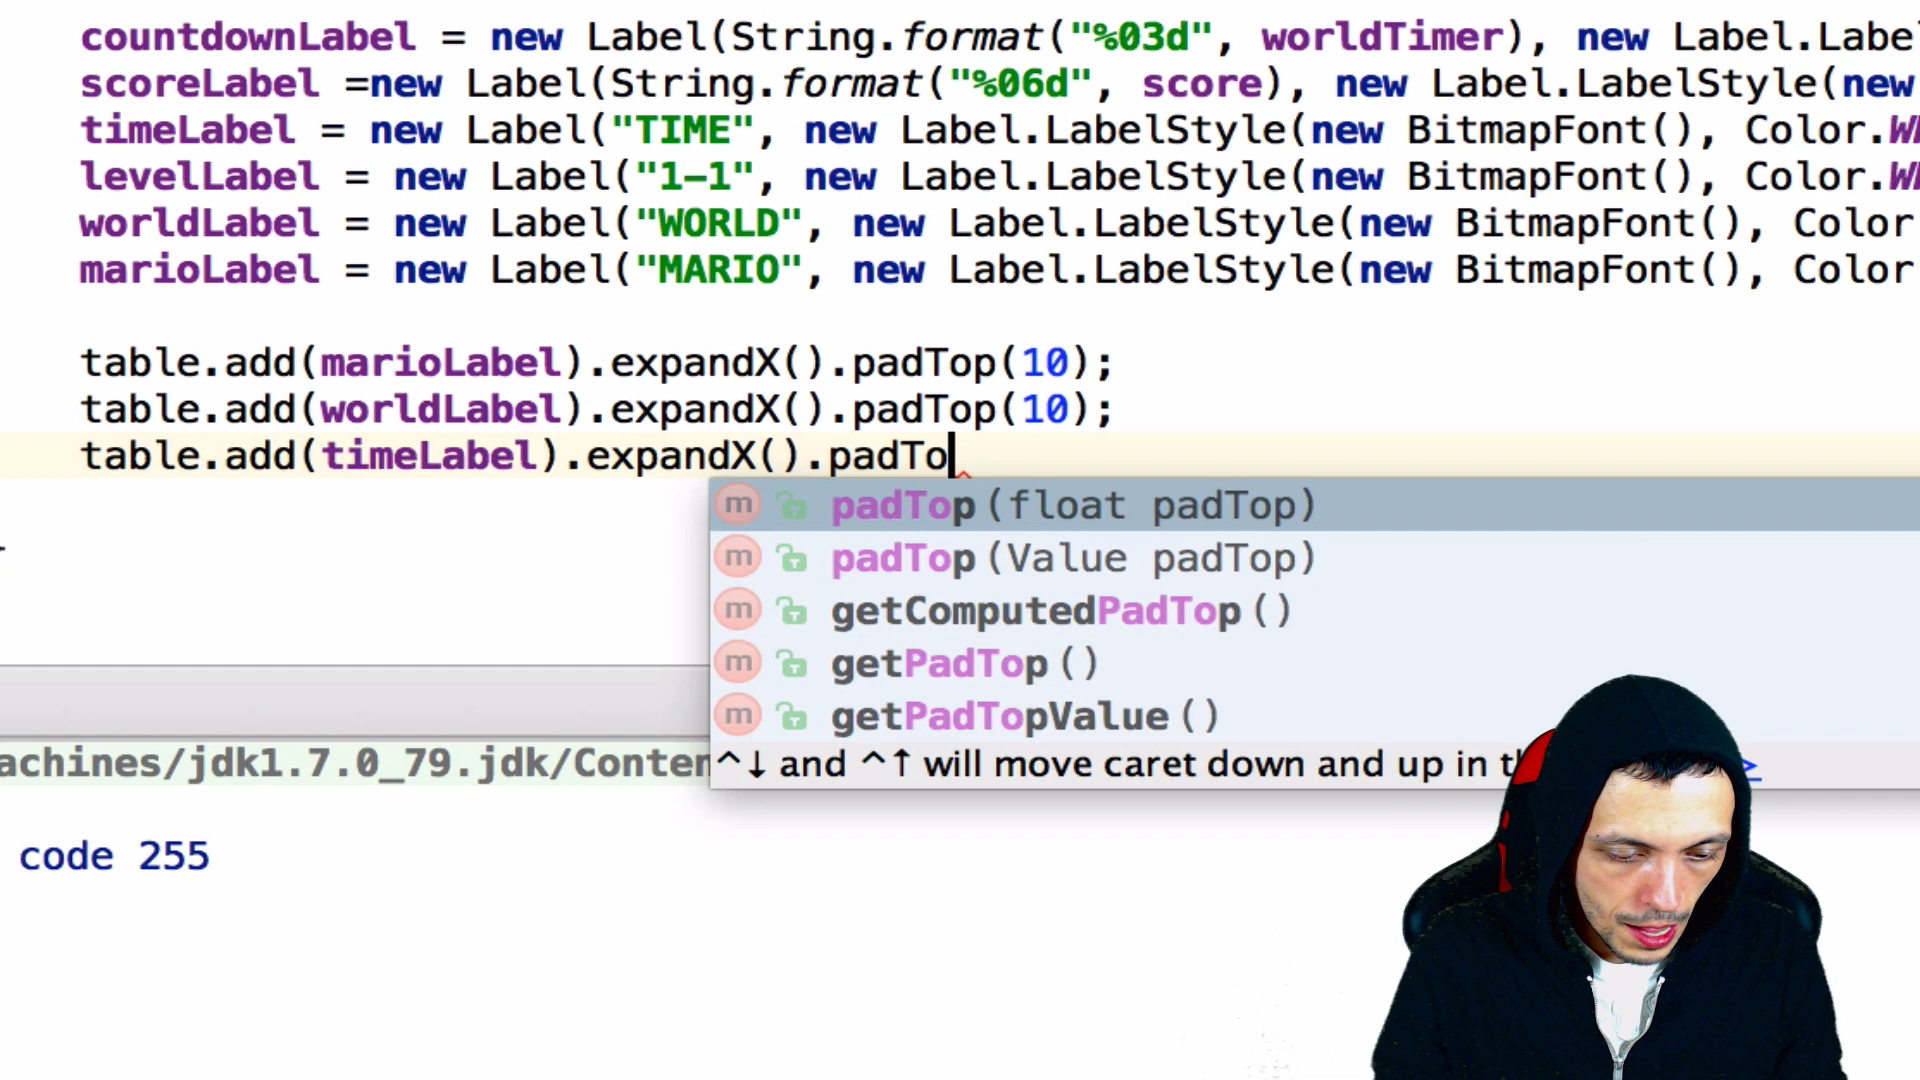 countdownLabel = new Label(String.format("%03d", worldTimer), new Label.Label
scoreLabel =new Label(String.format("%06d", score), new Label.LabelStyle(new
timeLabel = new Label("TIME", new Label.LabelStyle(new BitmapFont(), Color.WH
levelLabel = new Label("1-1", new Label.LabelStyle(new BitmapFont(), Color.WH
worldLabel = new Label("WORLD", new Label.LabelStyle(new BitmapFont(), Color
marioLabel = new Label("MARIO", new Label.LabelStyle(new BitmapFont(), Color
table.add(marioLabel).expandX().padTop(10);
table.add(worldLabel).expandX().padTop(10);
table.add(timeLabel).expandX().padTo
m padTop(float padTop)
m padTop(Value padTop)
m getComputedPadTop()
m getPadTop()
m getPadTopValue()
^↓ and ^↑ will move caret down and up in
achines/jdk1.7.0_79.jdk/Conten
code 255